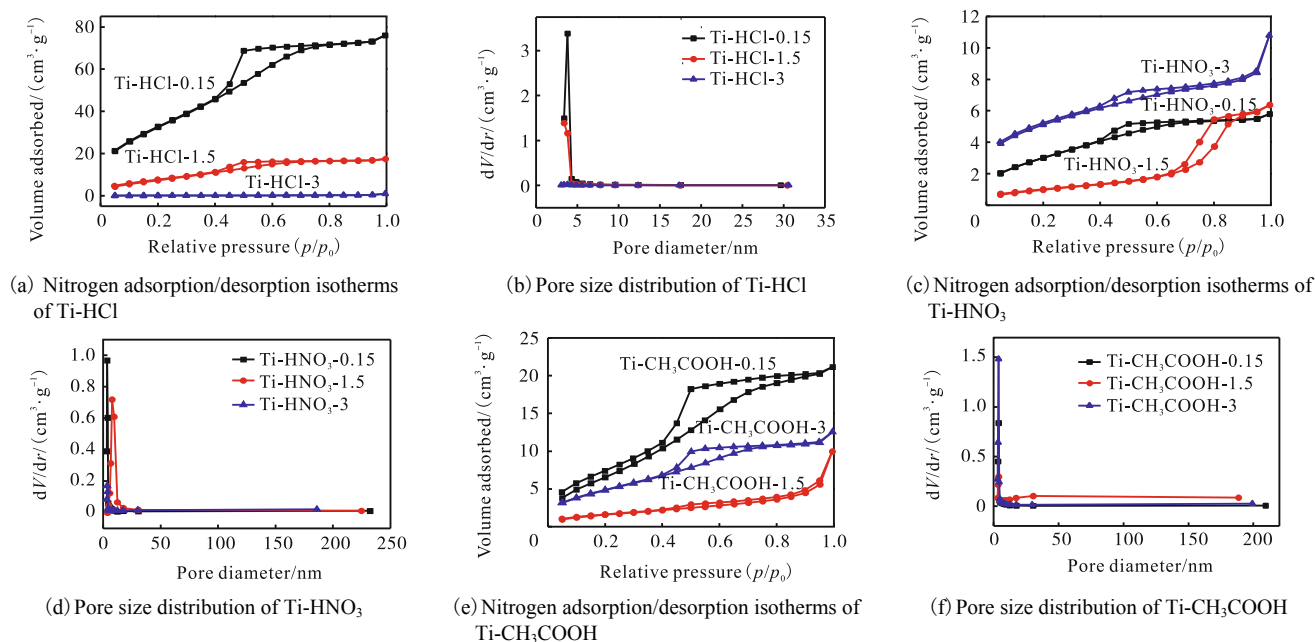 80
60
40
20
0
Volume adsorbed/(cm³·g⁻¹)
Ti-HCl-0.15
Ti-HCl-1.5
Ti-HCl-3
0.2 0.4 0.6 0.8 1.0
Relative pressure(p/p₀)
(a) Nitrogen adsorption/desorption isotherms
of Ti-HCl
3
2
1
0
dV/dr/(cm³·g⁻¹)
Ti-HCl-0.15
Ti-HCl-1.5
Ti-HCl-3
0 5 10 15 20 25 30 35
Pore diameter/nm
(b) Pore size distribution of Ti-HCl
12
10
8
6
4
2
Volume adsorbed/(cm³·g⁻¹)
Ti-HNO₃-3
Ti-HNO₃-0.15
Ti-HNO₃-1.5
0 0.2 0.4 0.6 0.8 1.0
Relative pressure(p/p₀)
(c) Nitrogen adsorption/desorption isotherms of
Ti-HNO₃
1.0
0.8
0.6
0.4
0.2
0
dV/dr/(cm³·g⁻¹)
Ti-HNO₃-0.15
Ti-HNO₃-1.5
Ti-HNO₃-3
0 50 100 150 200 250
Pore diameter/nm
(d) Pore size distribution of Ti-HNO₃
25
20
15
10
5
0
Volume adsorbed/(cm³·g⁻¹)
Ti-CH₃COOH-0.15
Ti-CH₃COOH-3
Ti-CH₃COOH-1.5
0 0.2 0.4 0.6 0.8 1.0
Relative pressure(p/p₀)
(e) Nitrogen adsorption/desorption isotherms of
Ti-CH₃COOH
1.5
1.0
0.5
0
dV/dr/(cm³·g⁻¹)
Ti-CH₃COOH-0.15
Ti-CH₃COOH-1.5
Ti-CH₃COOH-3
0 50 100 150 200
Pore diameter/nm
(f) Pore size distribution of Ti-CH₃COOH